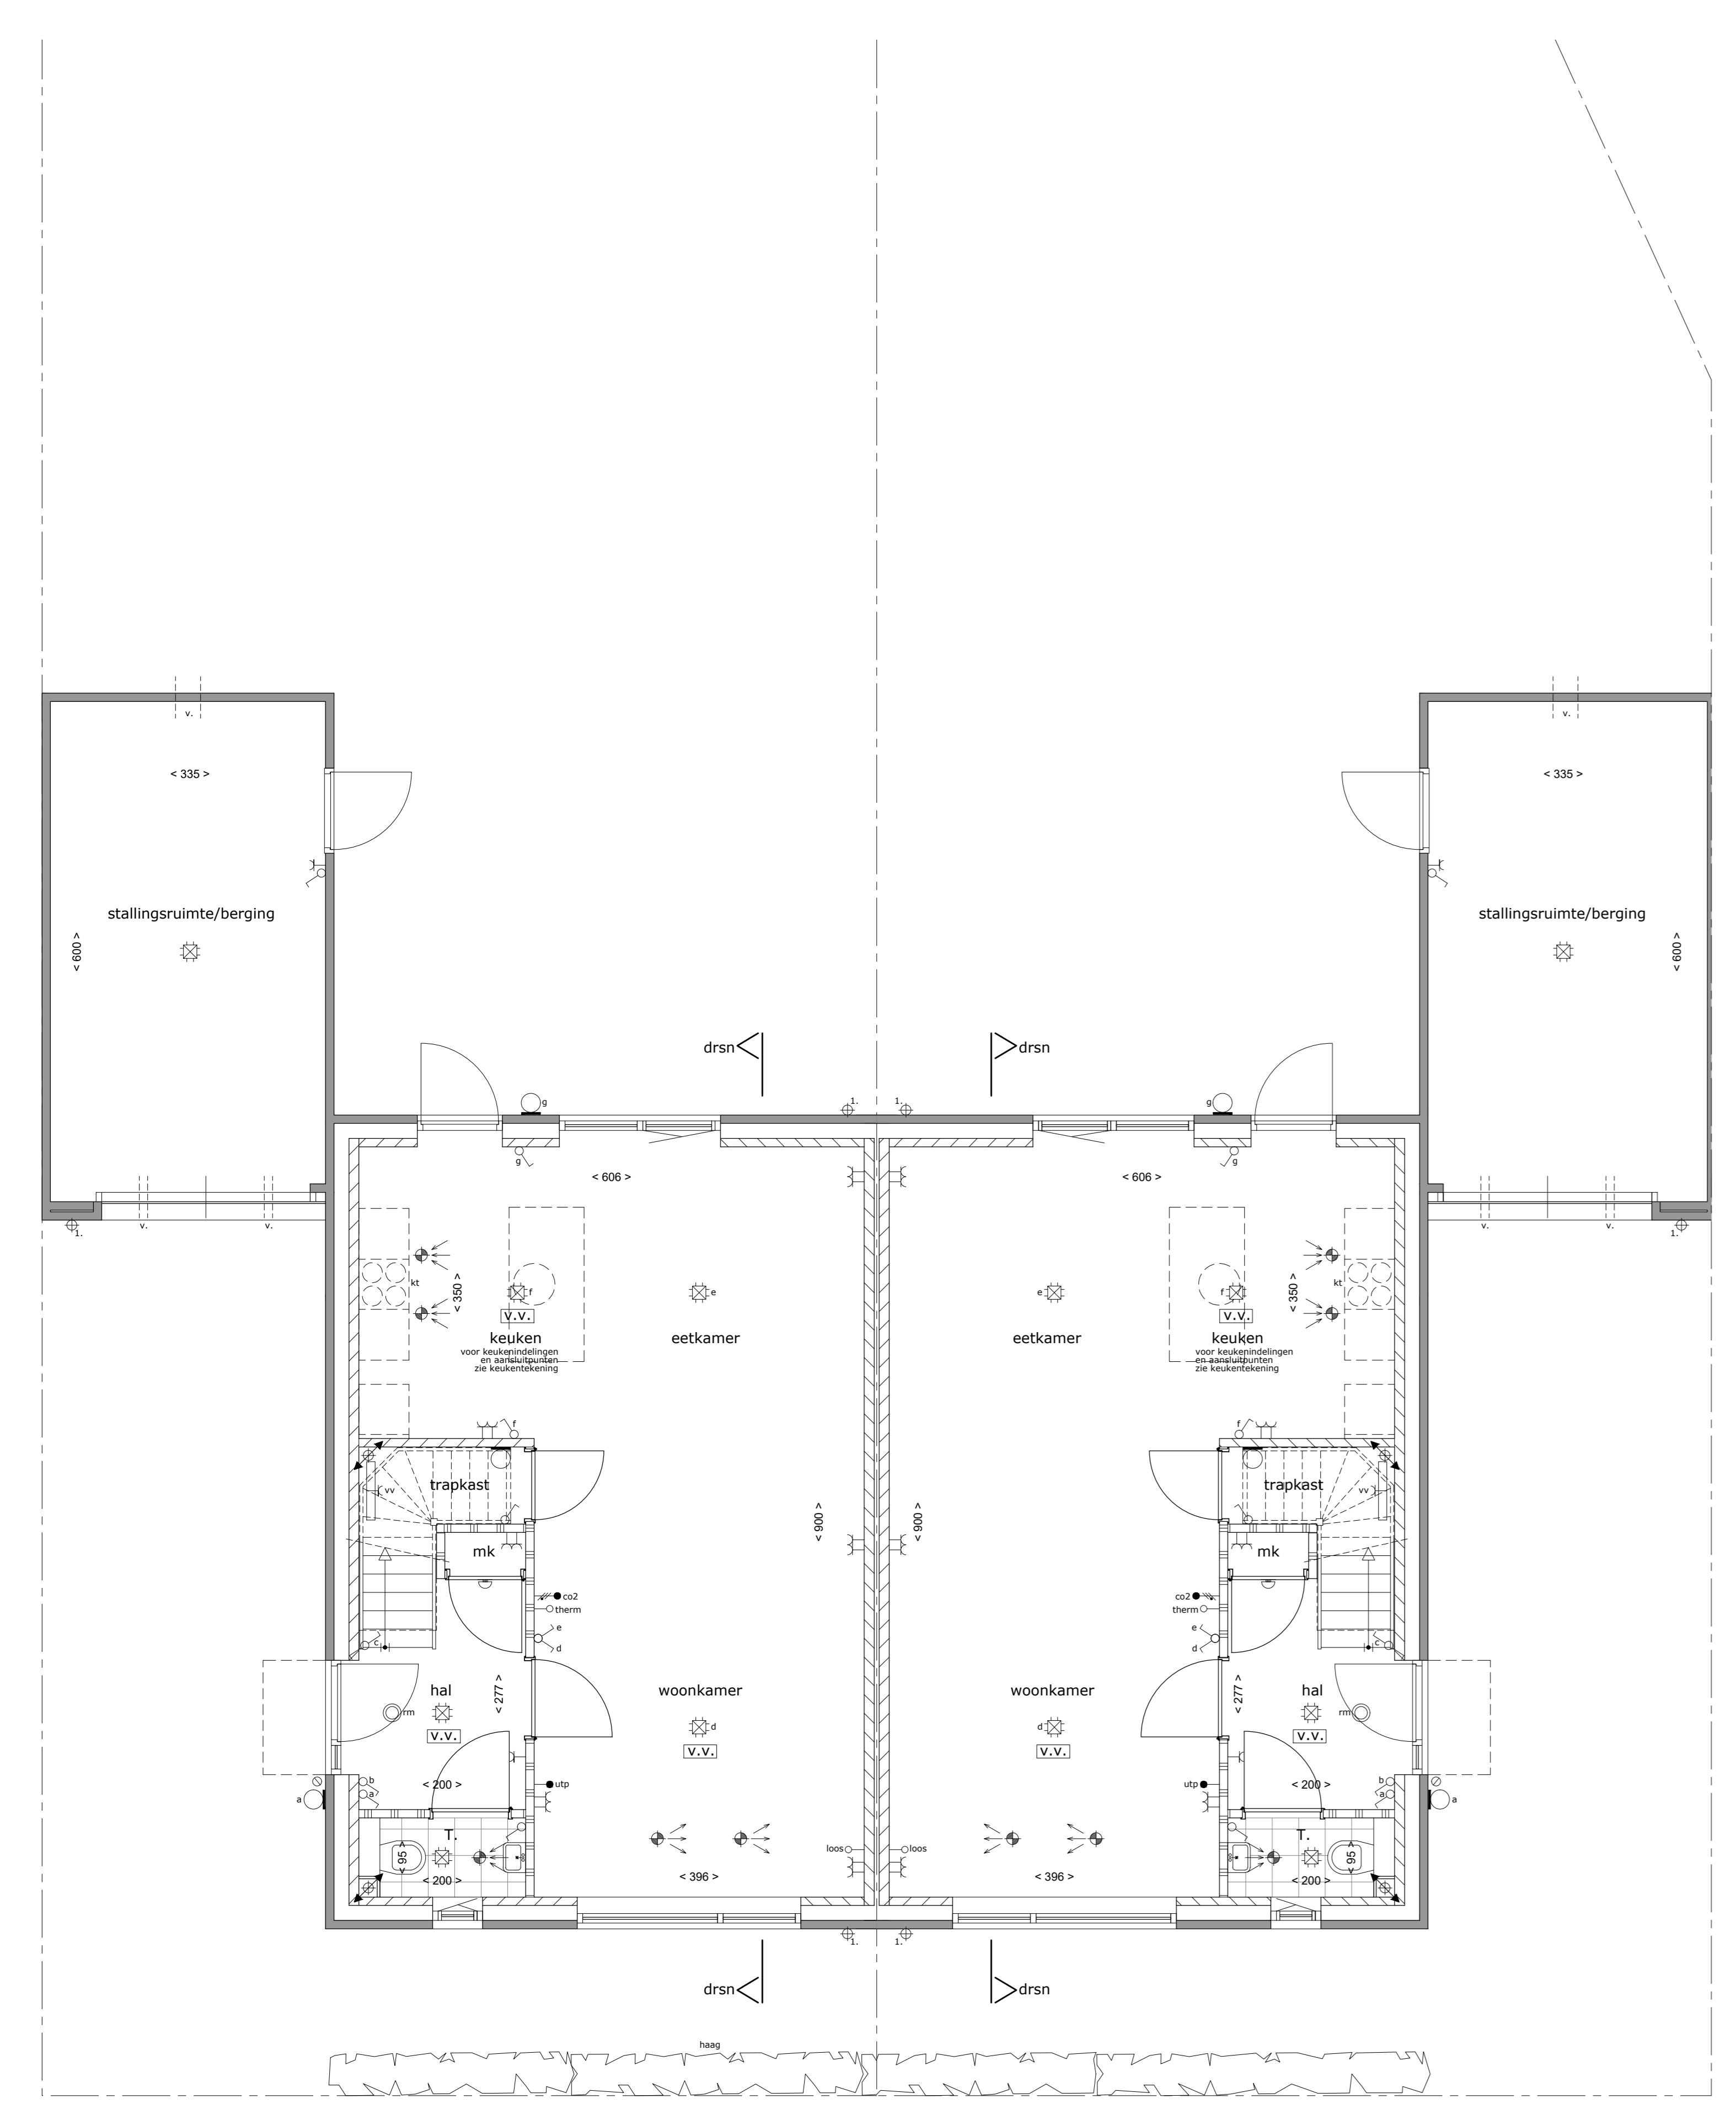 v.
v.
< 335 >
< 335 >
stallingsruimte/berging
stallingsruimte/berging
< 600 >
< 600 >
drsn
drsn
g
1.
1.
g
g
g
< 606 >
< 606 >
v.
v.
v.
v.
1.
1.
kt
< 350 >
f
e
e
f
< 350 >
kt
v.v.
v.v.
keuken
eetkamer
eetkamer
keuken
voor keukenindelingen
en aansluitpunten
zie keukentekening
voor keukenindelingen
en aansluitpunten
zie keukentekening
f
f
trapkast
trapkast
vv
vv
< 900 >
< 900 >
mk
mk
co2
co2
therm
therm
e
e
d
d
c
c
hal
< 277 >
woonkamer
woonkamer
< 277 >
hal
rm
rm
d
d
v.v.
v.v.
v.v.
v.v.
b
< 200 >
utp
utp
< 200 >
b
a
a
a
a
T.
T.
< 95 >
loos
loos
< 95 >
< 200 >
< 396 >
< 396 >
< 200 >
1.
1.
drsn
drsn
haag